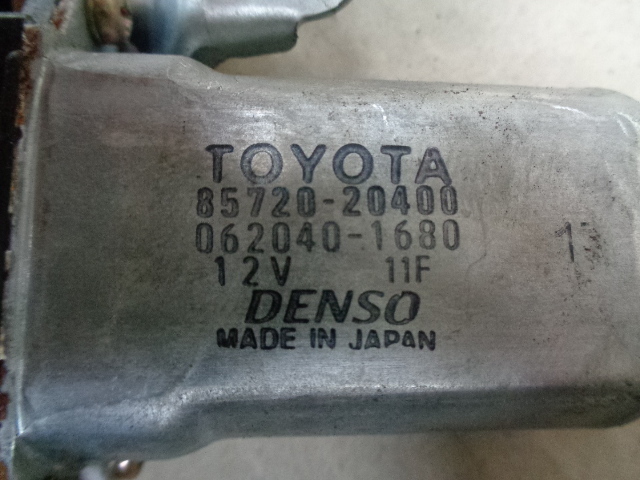 TOYOTA
85720-20400
062040-1680
12V 11F
DENSO
MADE IN JAPAN